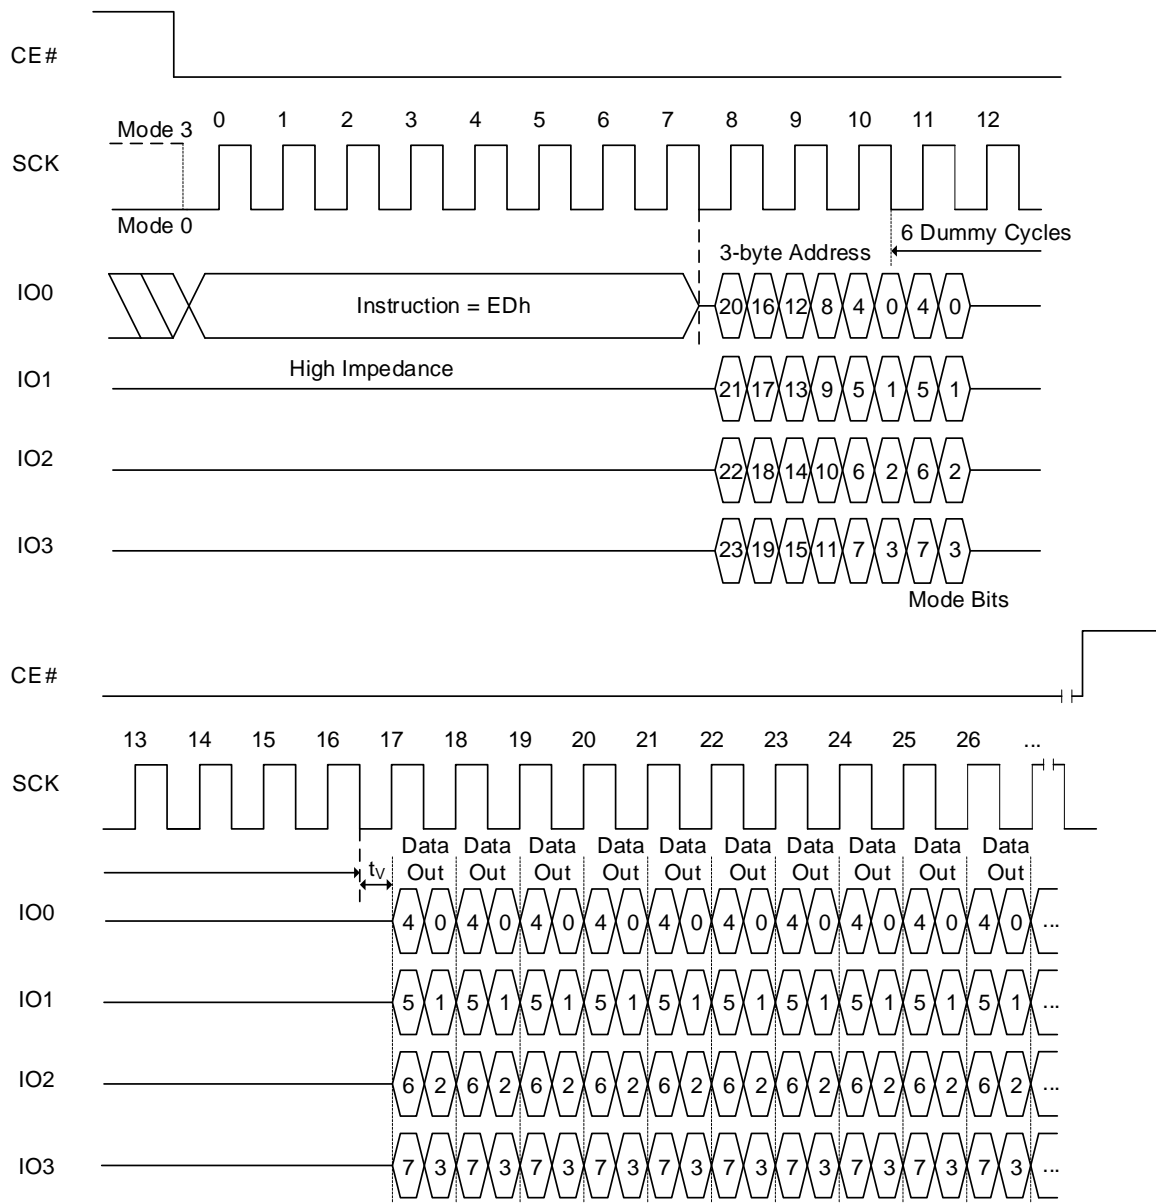 CE#
Mode 3 0 1 2 3 4 5 6 7 8 9 10 11 12
SCK
Mode 0
6 Dummy Cycles
3-byte Address
IO0 Instruction = EDh 20 16 12 8 4 0 4 0
High Impedance
IO1 21 17 13 9 5 1 5 1
IO2 22 18 14 10 6 2 6 2
IO3 23 19 15 11 7 3 7 3
Mode Bits
CE#
13 14 15 16 17 18 19 20 21 22 23 24 25 26 ...
SCK
Data Data Data Data Data Data Data Data Data Data
tV Out Out Out Out Out Out Out Out Out Out
IO0 4 0 4 0 4 0 4 0 4 0 4 0 4 0 4 0 4 0 4 0 ...
IO1 5 1 5 1 5 1 5 1 5 1 5 1 5 1 5 1 5 1 5 1 ...
IO2 6 2 6 2 6 2 6 2 6 2 6 2 6 2 6 2 6 2 6 2 ...
IO3 7 3 7 3 7 3 7 3 7 3 7 3 7 3 7 3 7 3 7 3 ...